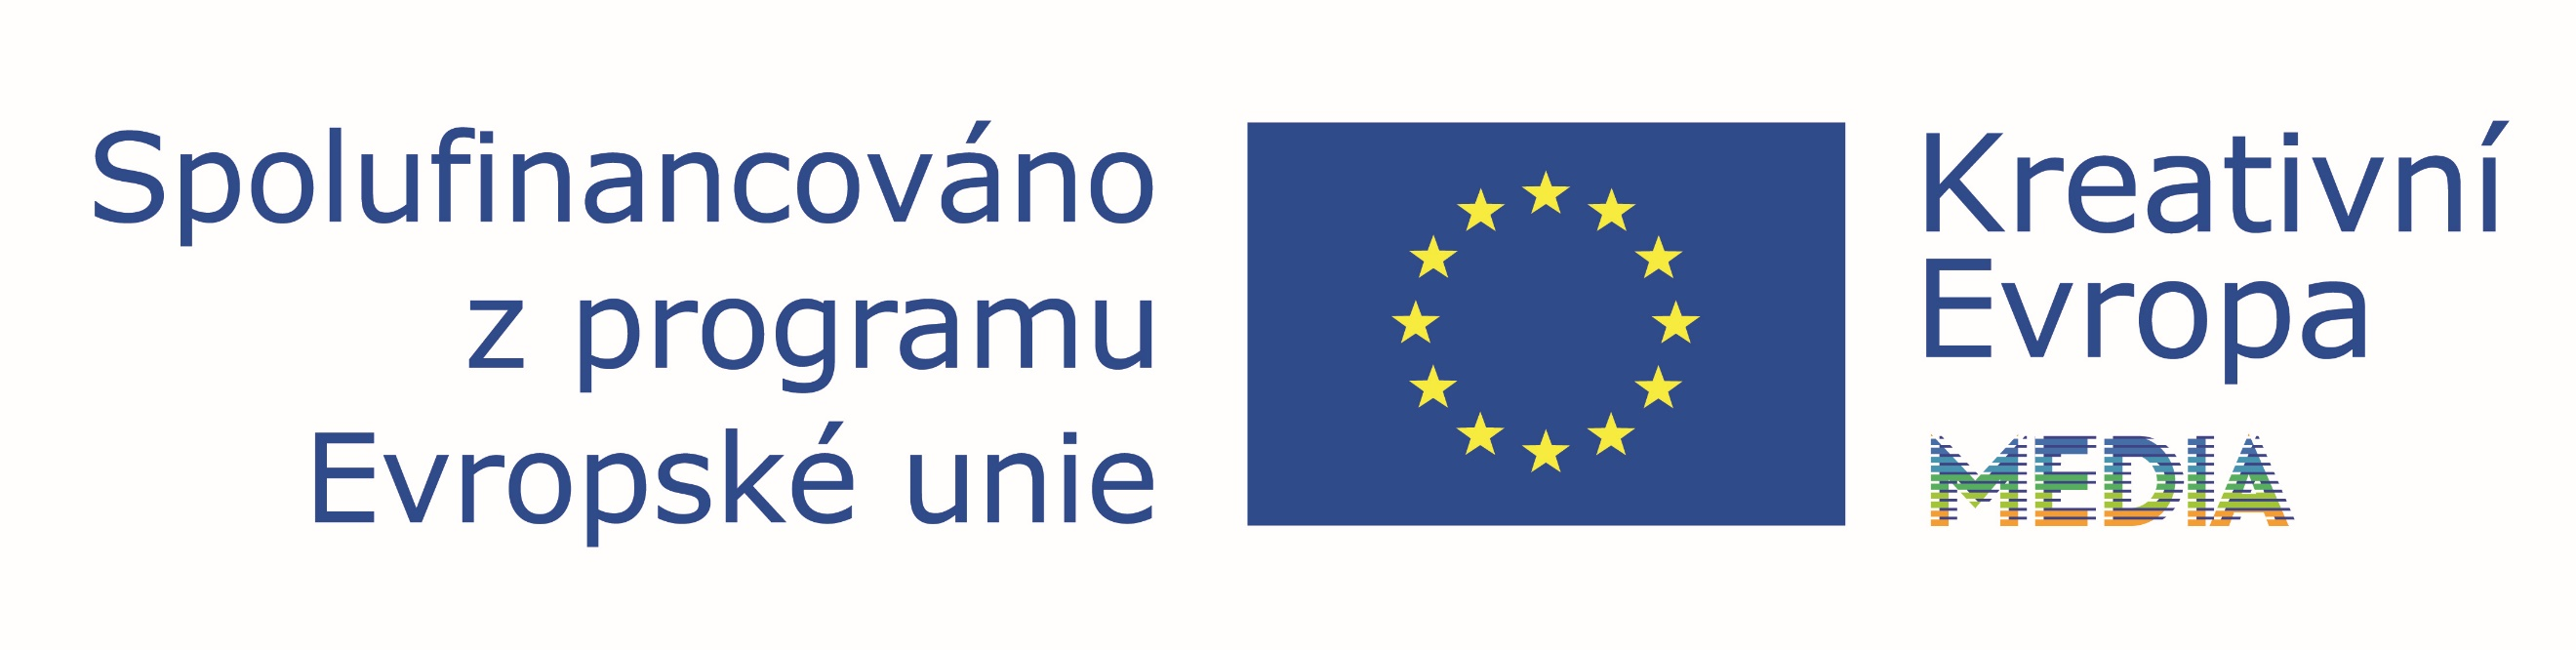 Spolufinancováno
z programu
Evropské unie
Kreativní
Evropa
MEDIA